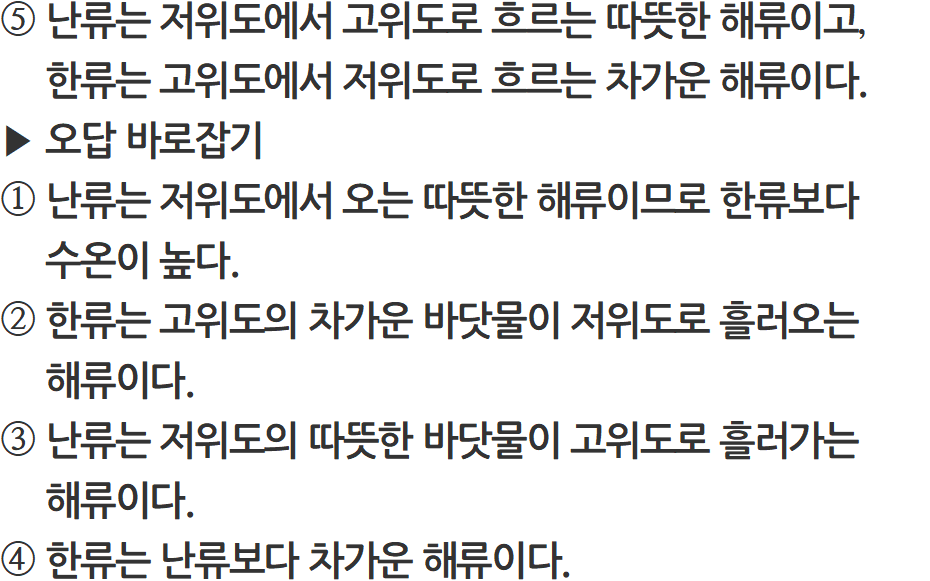 ⑤ 난류는 저위도에서 고위도로 흐르는 따뜻한 해류이고,
한류는 고위도에서 저위도로 흐르는 차가운 해류이다.
▶ 오답 바로잡기
① 난류는 저위도에서 오는 따뜻한 해류이므로 한류보다
수온이 높다.
② 한류는 고위도의 차가운 바닷물이 저위도로 흘러오는
해류이다.
③ 난류는 저위도의 따뜻한 바닷물이 고위도로 흘러가는
해류이다.
④ 한류는 난류보다 차가운 해류이다.